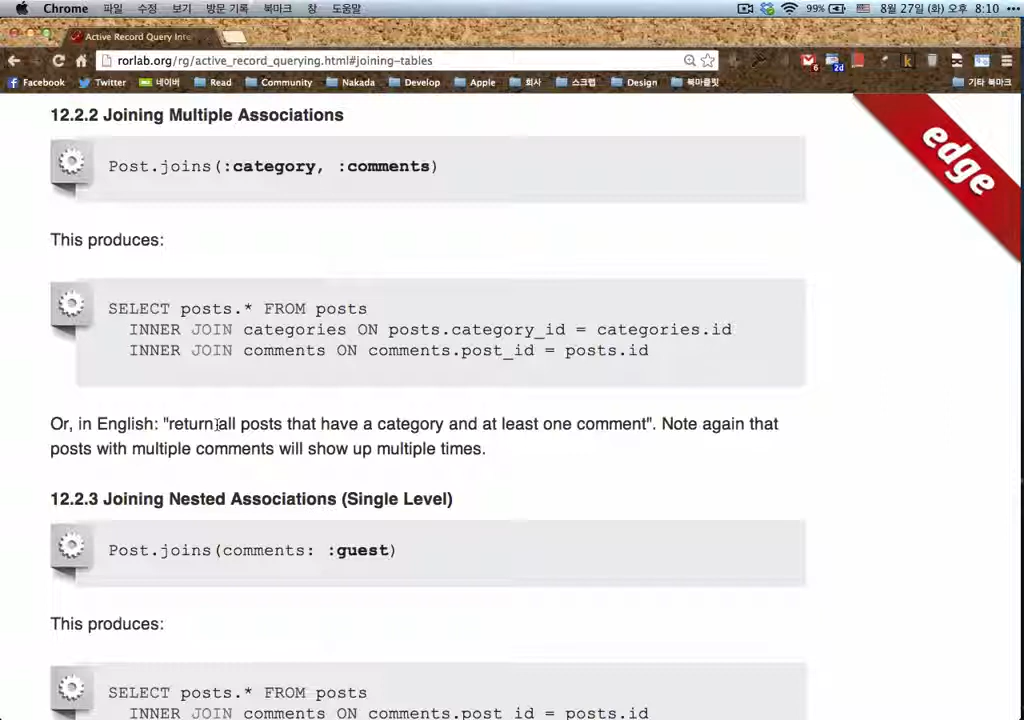 Chrome 파일 수정 보기 방문 기록 북마크 창 도움말 99% 8월 27일 (화) 오후 8:10
Active Record Query Inte
rorlab.org/rg/active_record_querying.html#joining-tables
6 2d k
Facebook Twitter 네이버 Read Community Nakada Develop Apple 회사 스크랩 Design 북마클릿 기타 북마크
edge
12.2.2 Joining Multiple Associations
Post.joins(:category, :comments)
This produces:
SELECT posts.* FROM posts
INNER JOIN categories ON posts.category_id = categories.id
INNER JOIN comments ON comments.post_id = posts.id
Or, in English: "return all posts that have a category and at least one comment". Note again that
posts with multiple comments will show up multiple times.
12.2.3 Joining Nested Associations (Single Level)
Post.joins(comments: :guest)
This produces:
SELECT posts.* FROM posts
INNER JOIN comments ON comments.post_id = posts.id